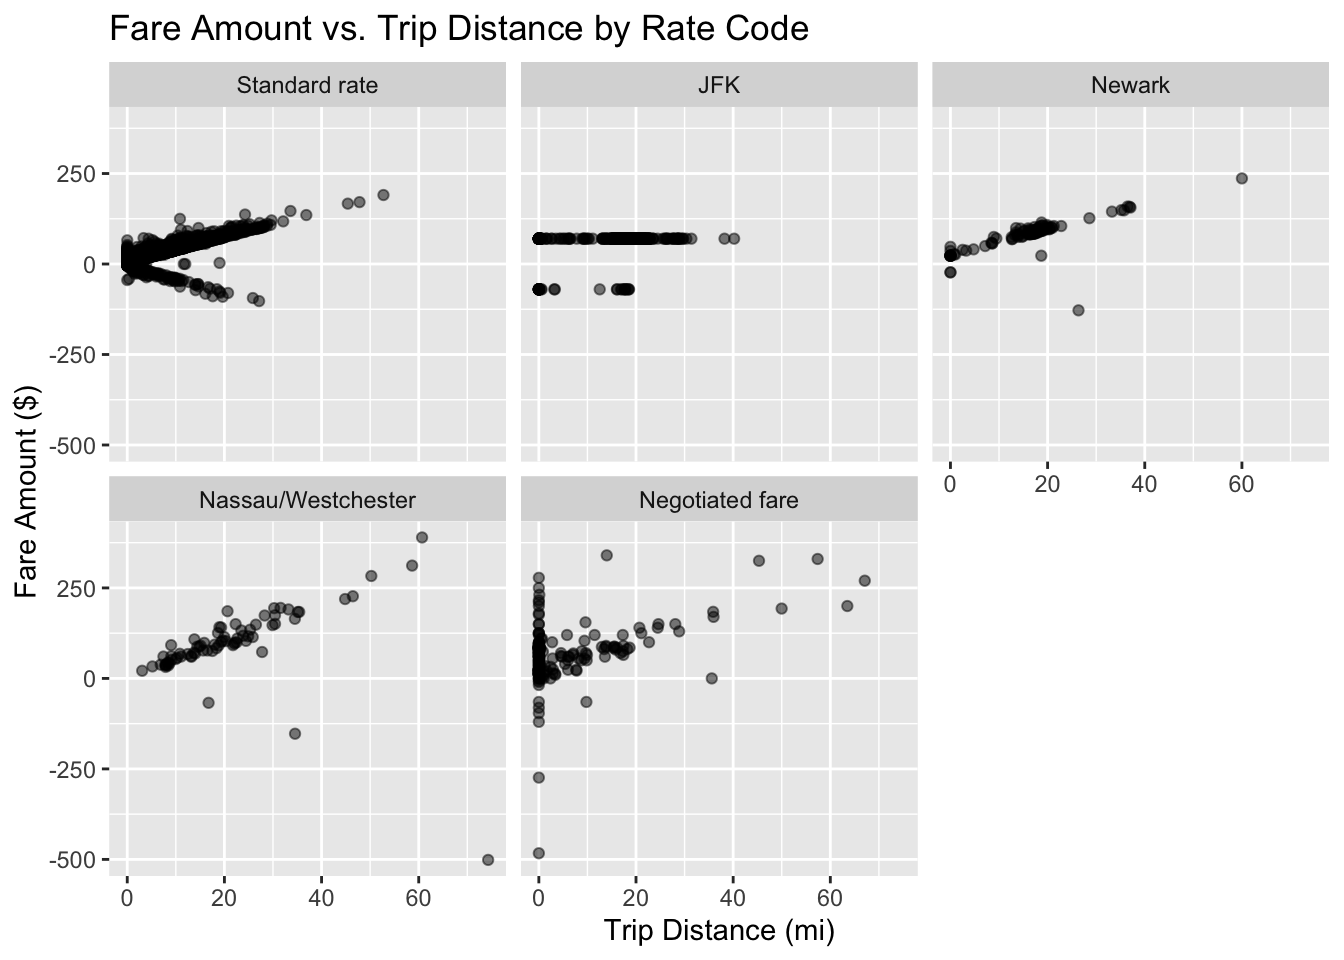 Fare Amount vs. Trip Distance by Rate Code
Standard rate
JFK
Newark
250
0
-250
-500
0 20 40 60
Nassau/Westchester
Negotiated fare
250
0
-250
-500
0 20 40 60
0 20 40 60
Trip Distance (mi)
Fare Amount ($)